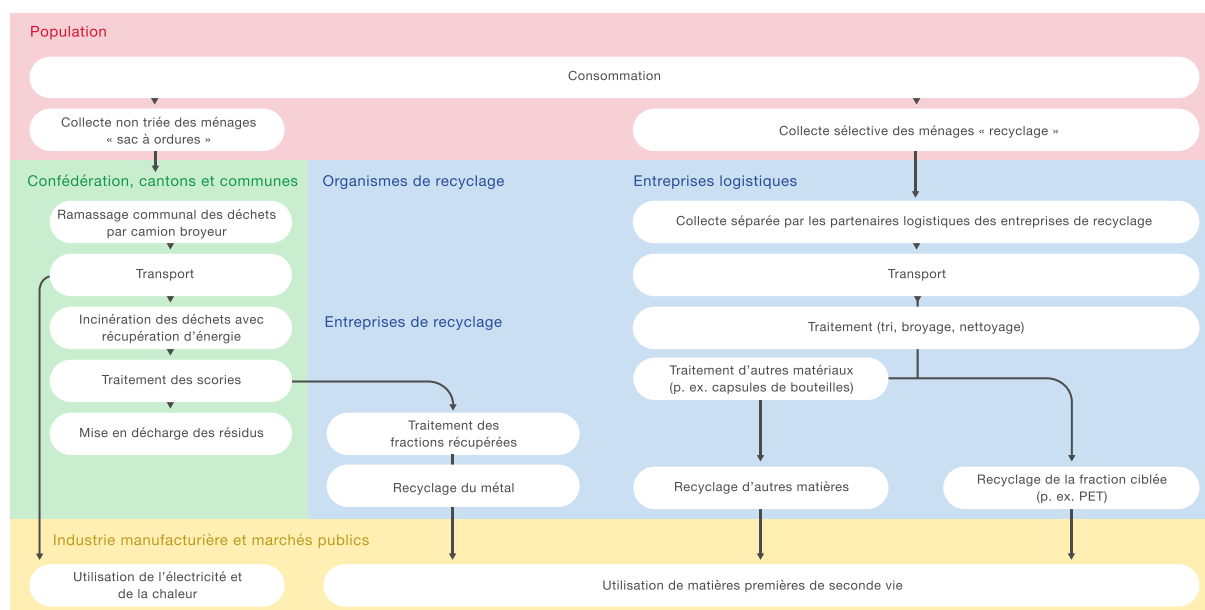 Population
Consommation
Collecte non triée des ménages
« sac à ordures »
Collecte sélective des ménages « recyclage »
Confédération, cantons et communes
Organismes de recyclage
Entreprises logistiques
Ramassage communal des déchets
par camion broyeur
Collecte séparée par les partenaires logistiques des entreprises de recyclage
Transport
Transport
Incinération des déchets avec
récupération d’énergie
Entreprises de recyclage
Traitement (tri, broyage, nettoyage)
Traitement des scories
Traitement d’autres matériaux
(p. ex. capsules de bouteilles)
Mise en décharge des résidus
Traitement des
fractions récupérées
Recyclage du métal
Recyclage d’autres matières
Recyclage de la fraction ciblée
(p. ex. PET)
Industrie manufacturière et marchés publics
Utilisation de l’électricité et
de la chaleur
Utilisation de matières premières de seconde vie